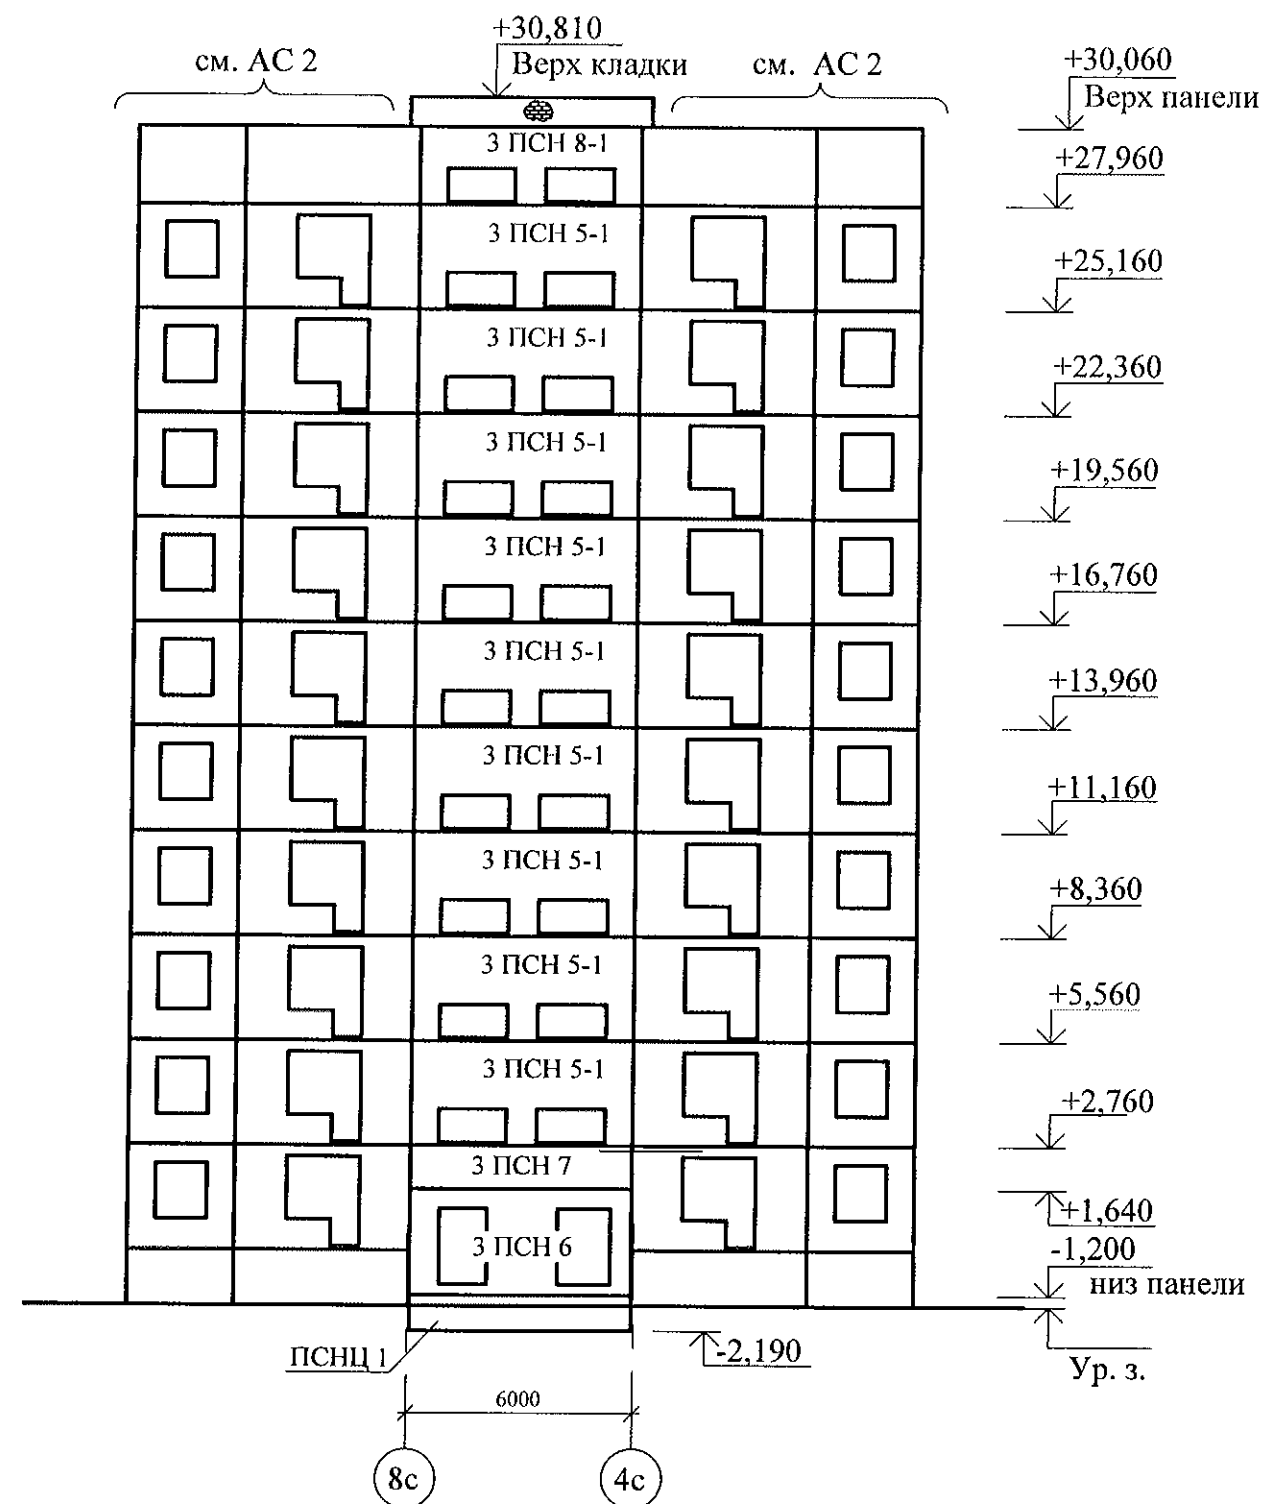 +30,810
Верх кладки
см. АС 2
см. АС 2
+30,060
Верх панели
3 ПСН 8-1
+27,960
3 ПСН 5-1
+25,160
3 ПСН 5-1
+22,360
3 ПСН 5-1
+19,560
3 ПСН 5-1
+16,760
3 ПСН 5-1
+13,960
3 ПСН 5-1
+11,160
3 ПСН 5-1
+8,360
3 ПСН 5-1
+5,560
3 ПСН 5-1
+2,760
3 ПСН 7
+1,640
3 ПСН 6
-1,200
низ панели
ПСНЦ 1
-2,190
Ур. з.
6000
8с
4с